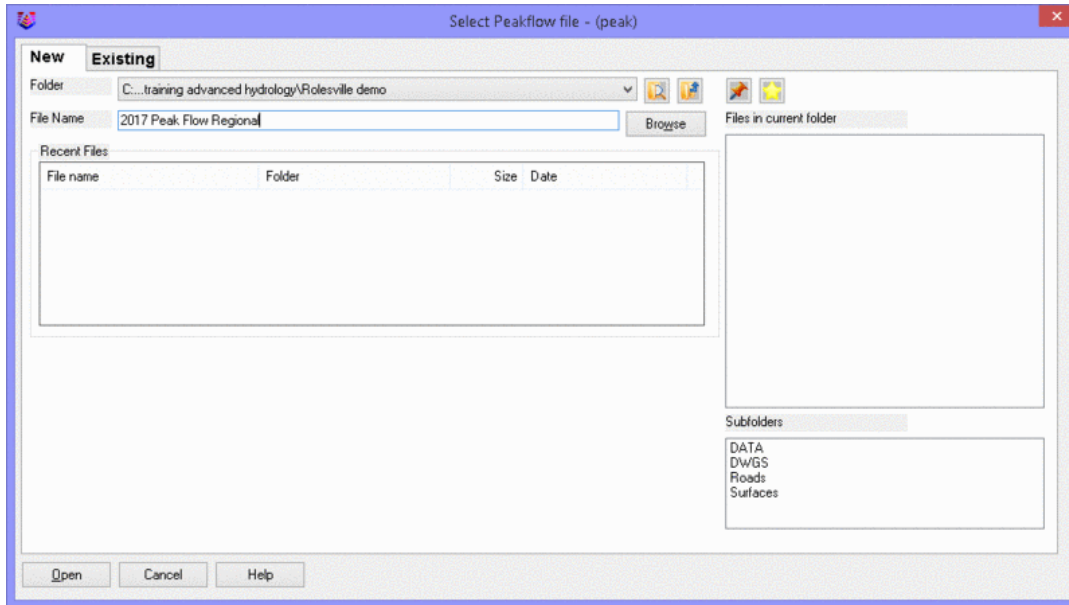 Select Peakflow file - (peak)
New Existing
Folder C:...training advanced hydrology\Rolesville demo
File Name 2017 Peak Flow Regional Browse Files in current folder
Recent Files
File name Folder Size Date
Subfolders
DATA
DWGS
Roads
Surfaces
Open Cancel Help